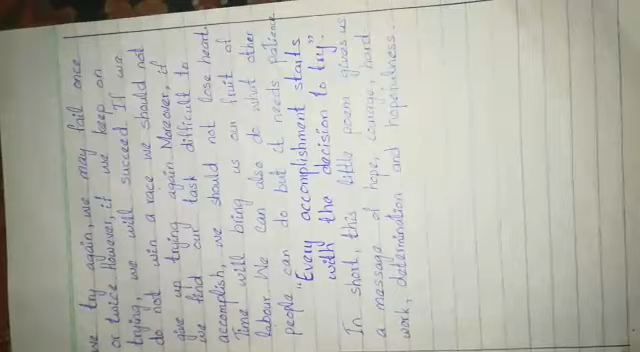 we try again, we may fail once
or twice. However, if we keep on
trying, we will succeed. If we
do not win a race we should not
give up trying again. Moreover, if
we find our task difficult to
accomplish, we should not lose heart.
Time will bring us our fruit of
labour. We can also do what other
people can do but it needs patience.
"Every accomplishment starts
with the decision to try."
In short, this little poem gives us
a message of hope, courage, hard
work, determination and hopefulness.